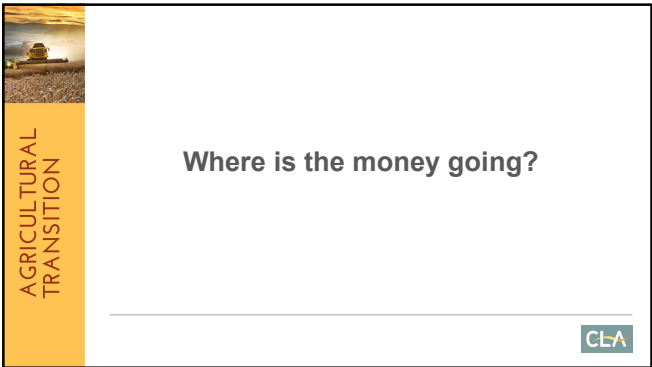 AGRICULTURAL
TRANSITION
Where is the money going?
CLA